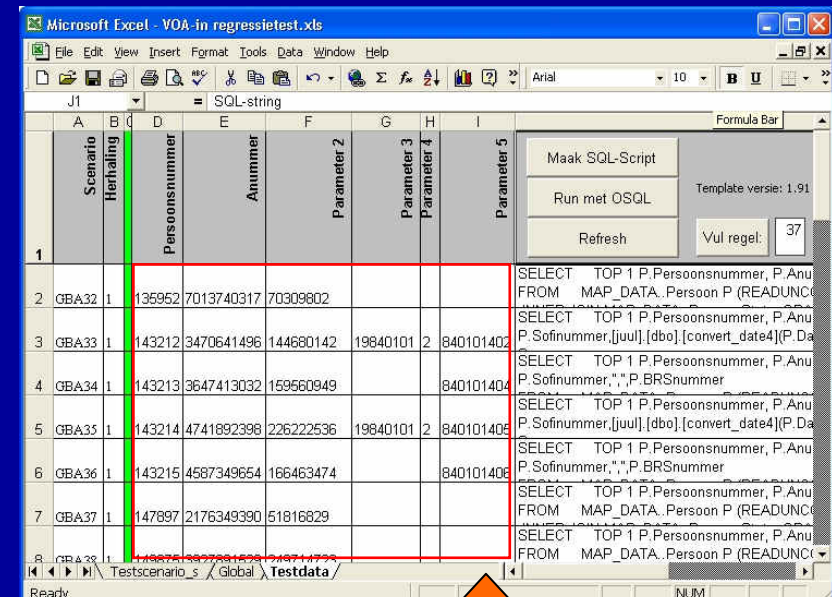 Microsoft Excel - VOA-in regressietest.xls
File Edit View Insert Format Tools Data Window Help
Arial 10 B U
J1 = SQL-string
Formula Bar
A B C D E F G H I
1 Scenario Herhaling Persoonsnummer Anummer Parameter 2 Parameter 3 Parameter 4 Parameter 5
Maak SQL-Script
Run met OSQL
Template versie: 1.91
Refresh
Vul regel: 37
2 GBA32 1 135952 7013740317 70309802
SELECT TOP 1 P.Persoonsnummer, P.Anu
FROM MAP_DATA..Persoon P (READUNC
3 GBA33 1 143212 3470641496 144680142 19840101 2 840101402
SELECT TOP 1 P.Persoonsnummer, P.Anu
P.Sofinummer,[juul].[dbo].[convert_date4](P.Da
4 GBA34 1 143213 3647413032 159560949 840101404
SELECT TOP 1 P.Persoonsnummer, P.Anu
P.Sofinummer,'','',P.BRSnummer
5 GBA35 1 143214 4741892398 226222536 19840101 2 840101405
SELECT TOP 1 P.Persoonsnummer, P.Anu
P.Sofinummer,[juul].[dbo].[convert_date4](P.Da
6 GBA36 1 143215 4587349654 166463474 840101406
SELECT TOP 1 P.Persoonsnummer, P.Anu
P.Sofinummer,'','',P.BRSnummer
7 GBA37 1 147897 2176349390 51816829
SELECT TOP 1 P.Persoonsnummer, P.Anu
FROM MAP_DATA..Persoon P (READUNC
8 GBA38 1 149875 3927891529 249714723
SELECT TOP 1 P.Persoonsnummer, P.Anu
FROM MAP_DATA..Persoon P (READUNC
Testscenario_s Global Testdata
Ready NUM